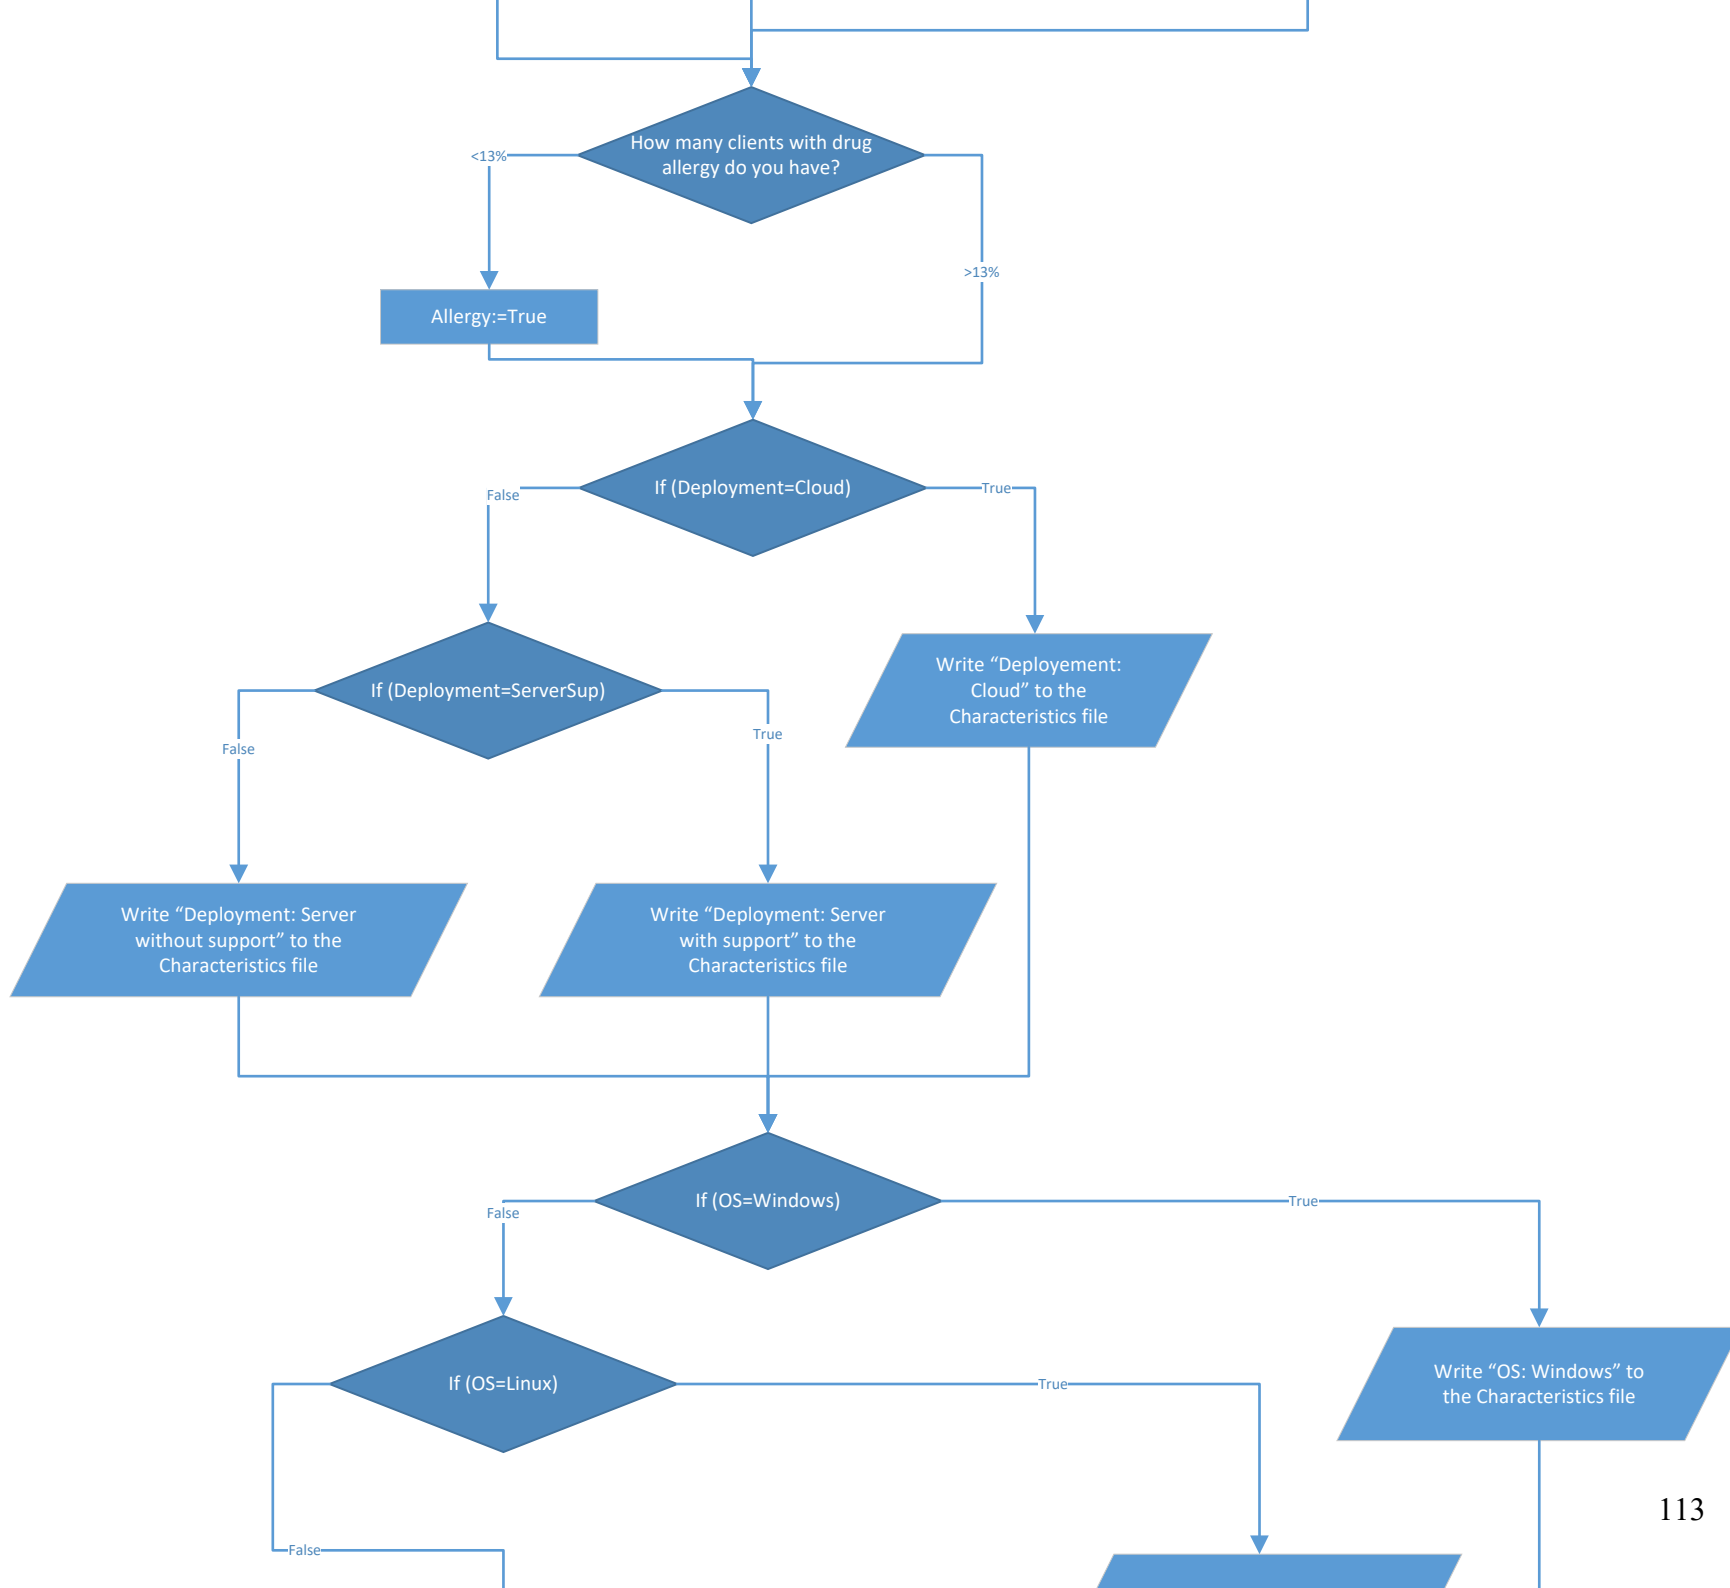 How many clients with drug
allergy do you have?
<13%
>13%
Allergy:=True
If (Deployment=Cloud)
False
True
If (Deployment=ServerSup)
Write “Deployement:
Cloud” to the
Characteristics file
False
True
Write “Deployment: Server
without support” to the
Characteristics file
Write “Deployment: Server
with support” to the
Characteristics file
If (OS=Windows)
False
True
If (OS=Linux)
True
Write “OS: Windows” to
the Characteristics file
False
113